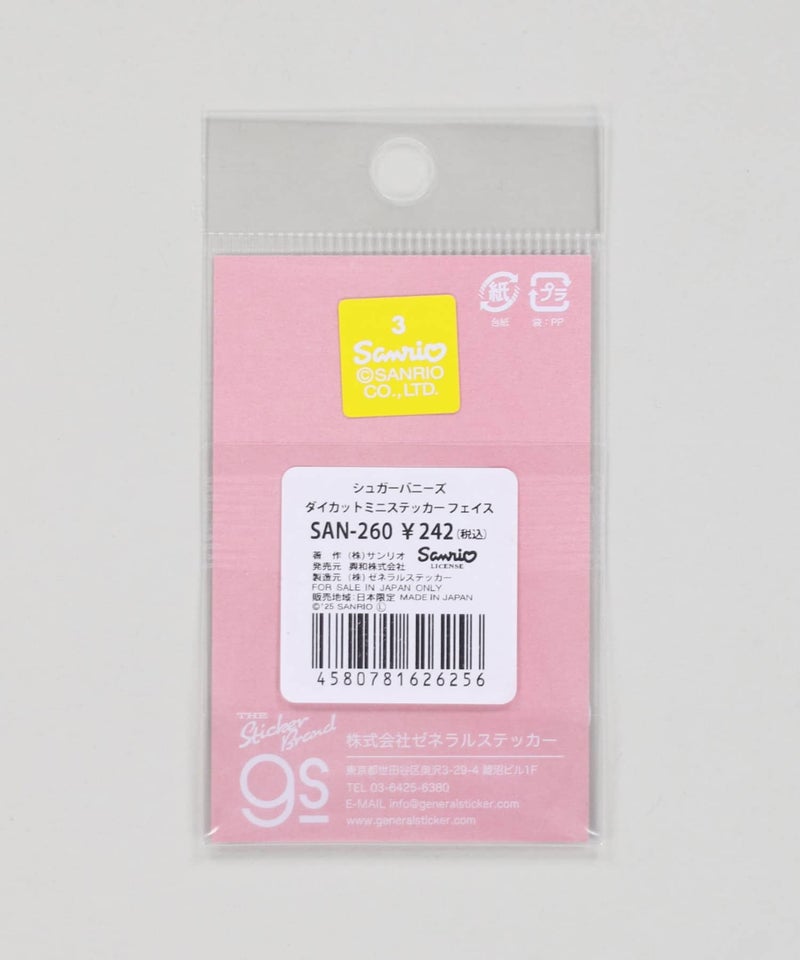 紙
プラ
台紙
袋：PP
3
Sanrio
©SANRIO
CO.,LTD.
シュガーバニーズ
ダイカットミニステッカー フェイス
SAN-260 ¥242(税込)
著　作 (株)サンリオ
Sanrio
LICENSE
発売元 興和株式会社
製造元 (株)ゼネラルステッカー
FOR SALE IN JAPAN ONLY
販売地域:日本限定 MADE IN JAPAN
©'25 SANRIO Ⓛ
4580781626256
THE
Sticker
Brand
gs
株式会社ゼネラルステッカー
東京都世田谷区奥沢3-29-4 鷺沼ビル1F
TEL 03-6425-6380
E-MAIL info@generalsticker.com
www.generalsticker.com